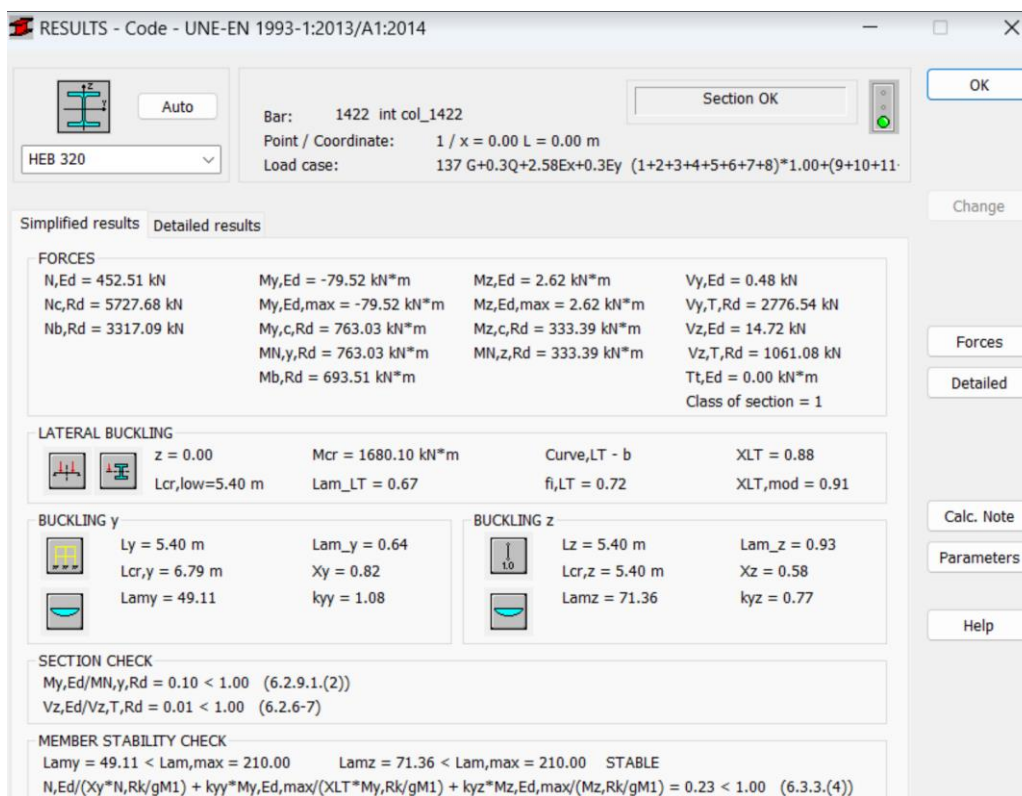 RESULTS - Code - UNE-EN 1993-1:2013/A1:2014
Auto
HEB 320
Bar: 1422 int col_1422
Point / Coordinate: 1 / x = 0.00 L = 0.00 m
Load case: 137 G+0.3Q+2.58Ex+0.3Ey (1+2+3+4+5+6+7+8)*1.00+(9+10+11
Section OK
OK
Change
Forces
Detailed
Calc. Note
Parameters
Help
Simplified results Detailed results
FORCES
N,Ed = 452.51 kN My,Ed = -79.52 kN*m Mz,Ed = 2.62 kN*m Vy,Ed = 0.48 kN
Nc,Rd = 5727.68 kN My,Ed,max = -79.52 kN*m Mz,Ed,max = 2.62 kN*m Vy,T,Rd = 2776.54 kN
Nb,Rd = 3317.09 kN My,c,Rd = 763.03 kN*m Mz,c,Rd = 333.39 kN*m Vz,Ed = 14.72 kN
MN,y,Rd = 763.03 kN*m MN,z,Rd = 333.39 kN*m Vz,T,Rd = 1061.08 kN
Mb,Rd = 693.51 kN*m Tt,Ed = 0.00 kN*m
Class of section = 1
LATERAL BUCKLING
z = 0.00 Mcr = 1680.10 kN*m Curve,LT - b XLT = 0.88
Lcr,low=5.40 m Lam_LT = 0.67 fi,LT = 0.72 XLT,mod = 0.91
BUCKLING y
Ly = 5.40 m Lam_y = 0.64
Lcr,y = 6.79 m Xy = 0.82
Lamy = 49.11 kyy = 1.08
BUCKLING z
1.0
Lz = 5.40 m Lam_z = 0.93
Lcr,z = 5.40 m Xz = 0.58
Lamz = 71.36 kyz = 0.77
SECTION CHECK
My,Ed/MN,y,Rd = 0.10 < 1.00 (6.2.9.1.(2))
Vz,Ed/Vz,T,Rd = 0.01 < 1.00 (6.2.6-7)
MEMBER STABILITY CHECK
Lamy = 49.11 < Lam,max = 210.00 Lamz = 71.36 < Lam,max = 210.00 STABLE
N,Ed/(Xy*N,Rk/gM1) + kyy*My,Ed,max/(XLT*My,Rk/gM1) + kyz*Mz,Ed,max/(Mz,Rk/gM1) = 0.23 < 1.00 (6.3.3.(4))